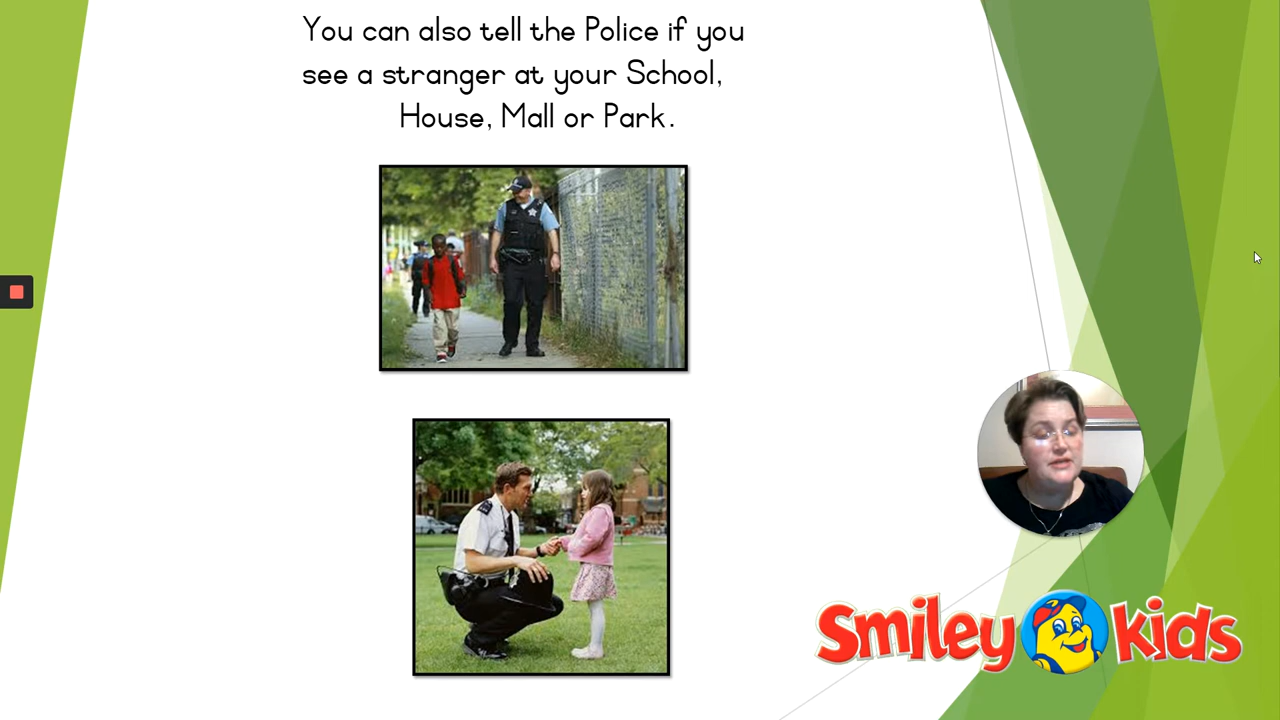 You can also tell the Police if you
see a stranger at your School,
House, Mall or Park.
Smiley kids